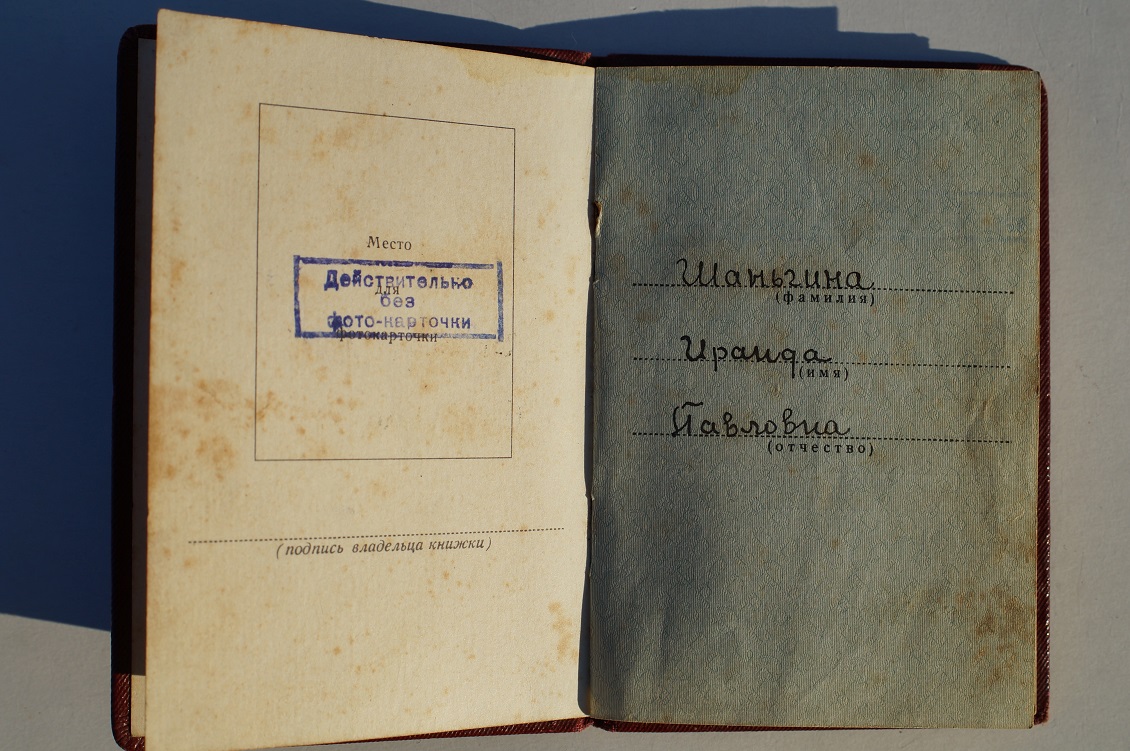 Место
для
фотокарточки
Действительно
без
фото-карточки
(подпись владельца книжки)
Шаньгина
(фамилия)
Ираида
(имя)
Павловна
(отчество)